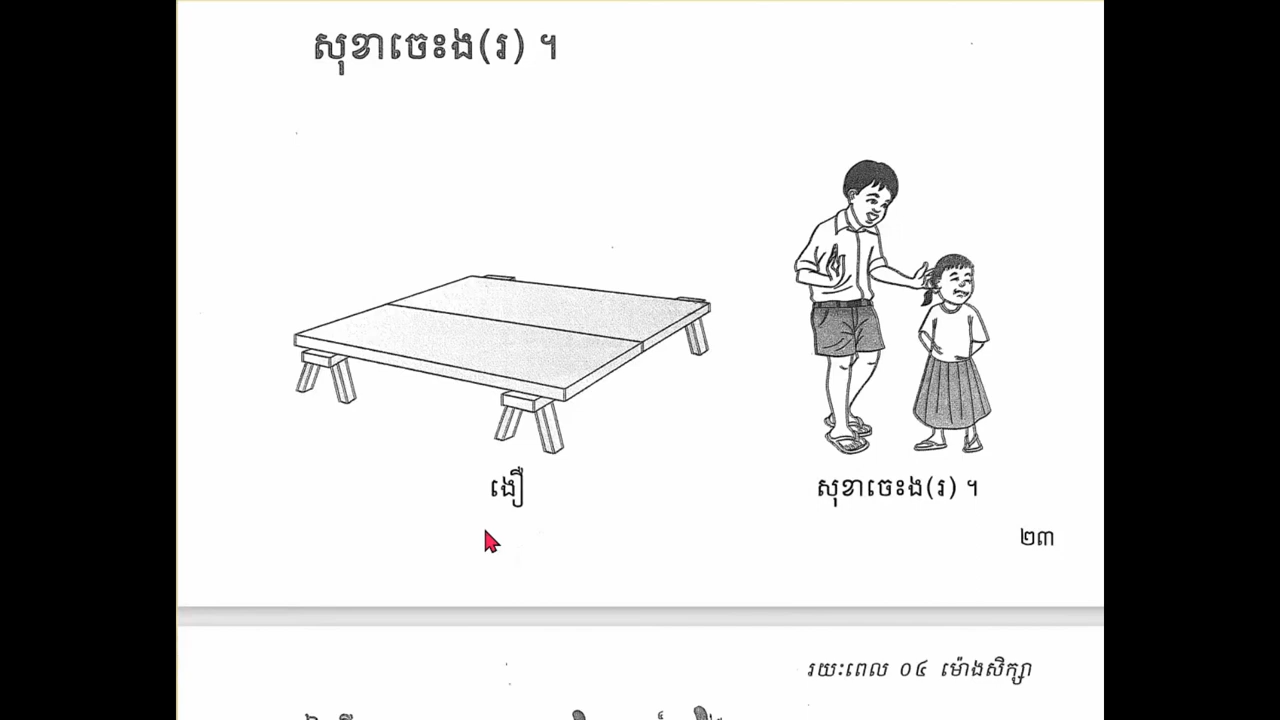 សុខាចេះង(រ) ។
ងឿ
សុខាចេះង(រ) ។
២៣
រយ:ពេល ០៤ ម៉ោងសិក្សា